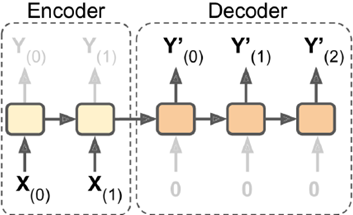 Encoder Decoder
Y(0) Y(1) Y'(0) Y'(1) Y'(2)
X(0) X(1) 0 0 0